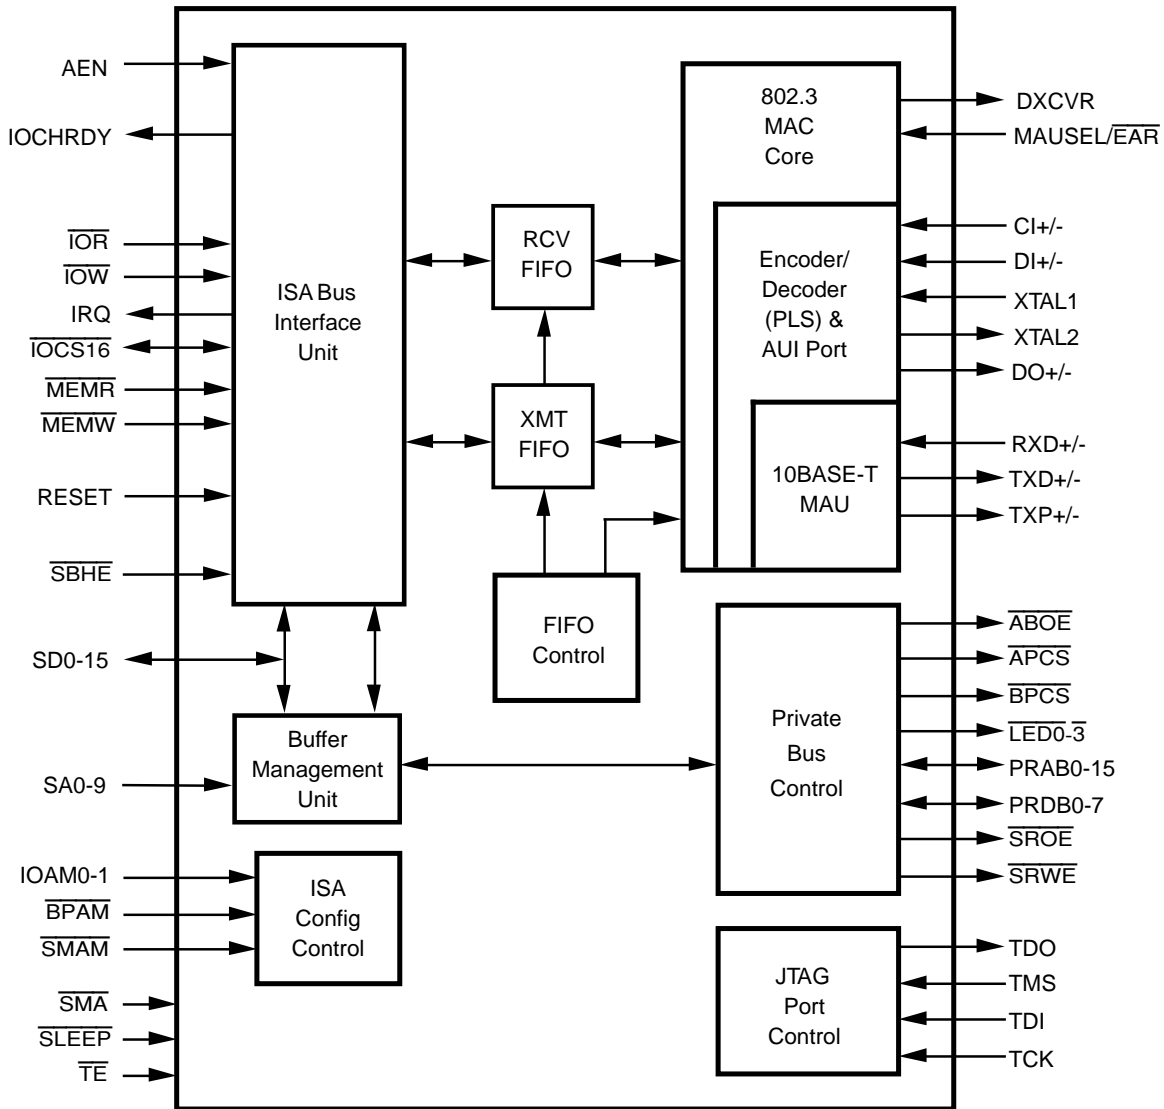 AEN
IOCHRDY
IOR
IOW
IRQ
IOCS16
MEMR
MEMW
RESET
SBHE
SD0-15
SA0-9
IOAM0-1
BPAM
SMAM
SMA
SLEEP
TE
ISA Bus
Interface
Unit
Buffer
Management
Unit
ISA
Config
Control
RCV
FIFO
XMT
FIFO
FIFO
Control
802.3
MAC
Core
Encoder/
Decoder
(PLS) &
AUI Port
10BASE-T
MAU
Private
Bus
Control
JTAG
Port
Control
DXCVR
MAUSEL/EAR
CI+/-
DI+/-
XTAL1
XTAL2
DO+/-
RXD+/-
TXD+/-
TXP+/-
ABOE
APCS
BPCS
LED0-3
PRAB0-15
PRDB0-7
SROE
SRWE
TDO
TMS
TDI
TCK